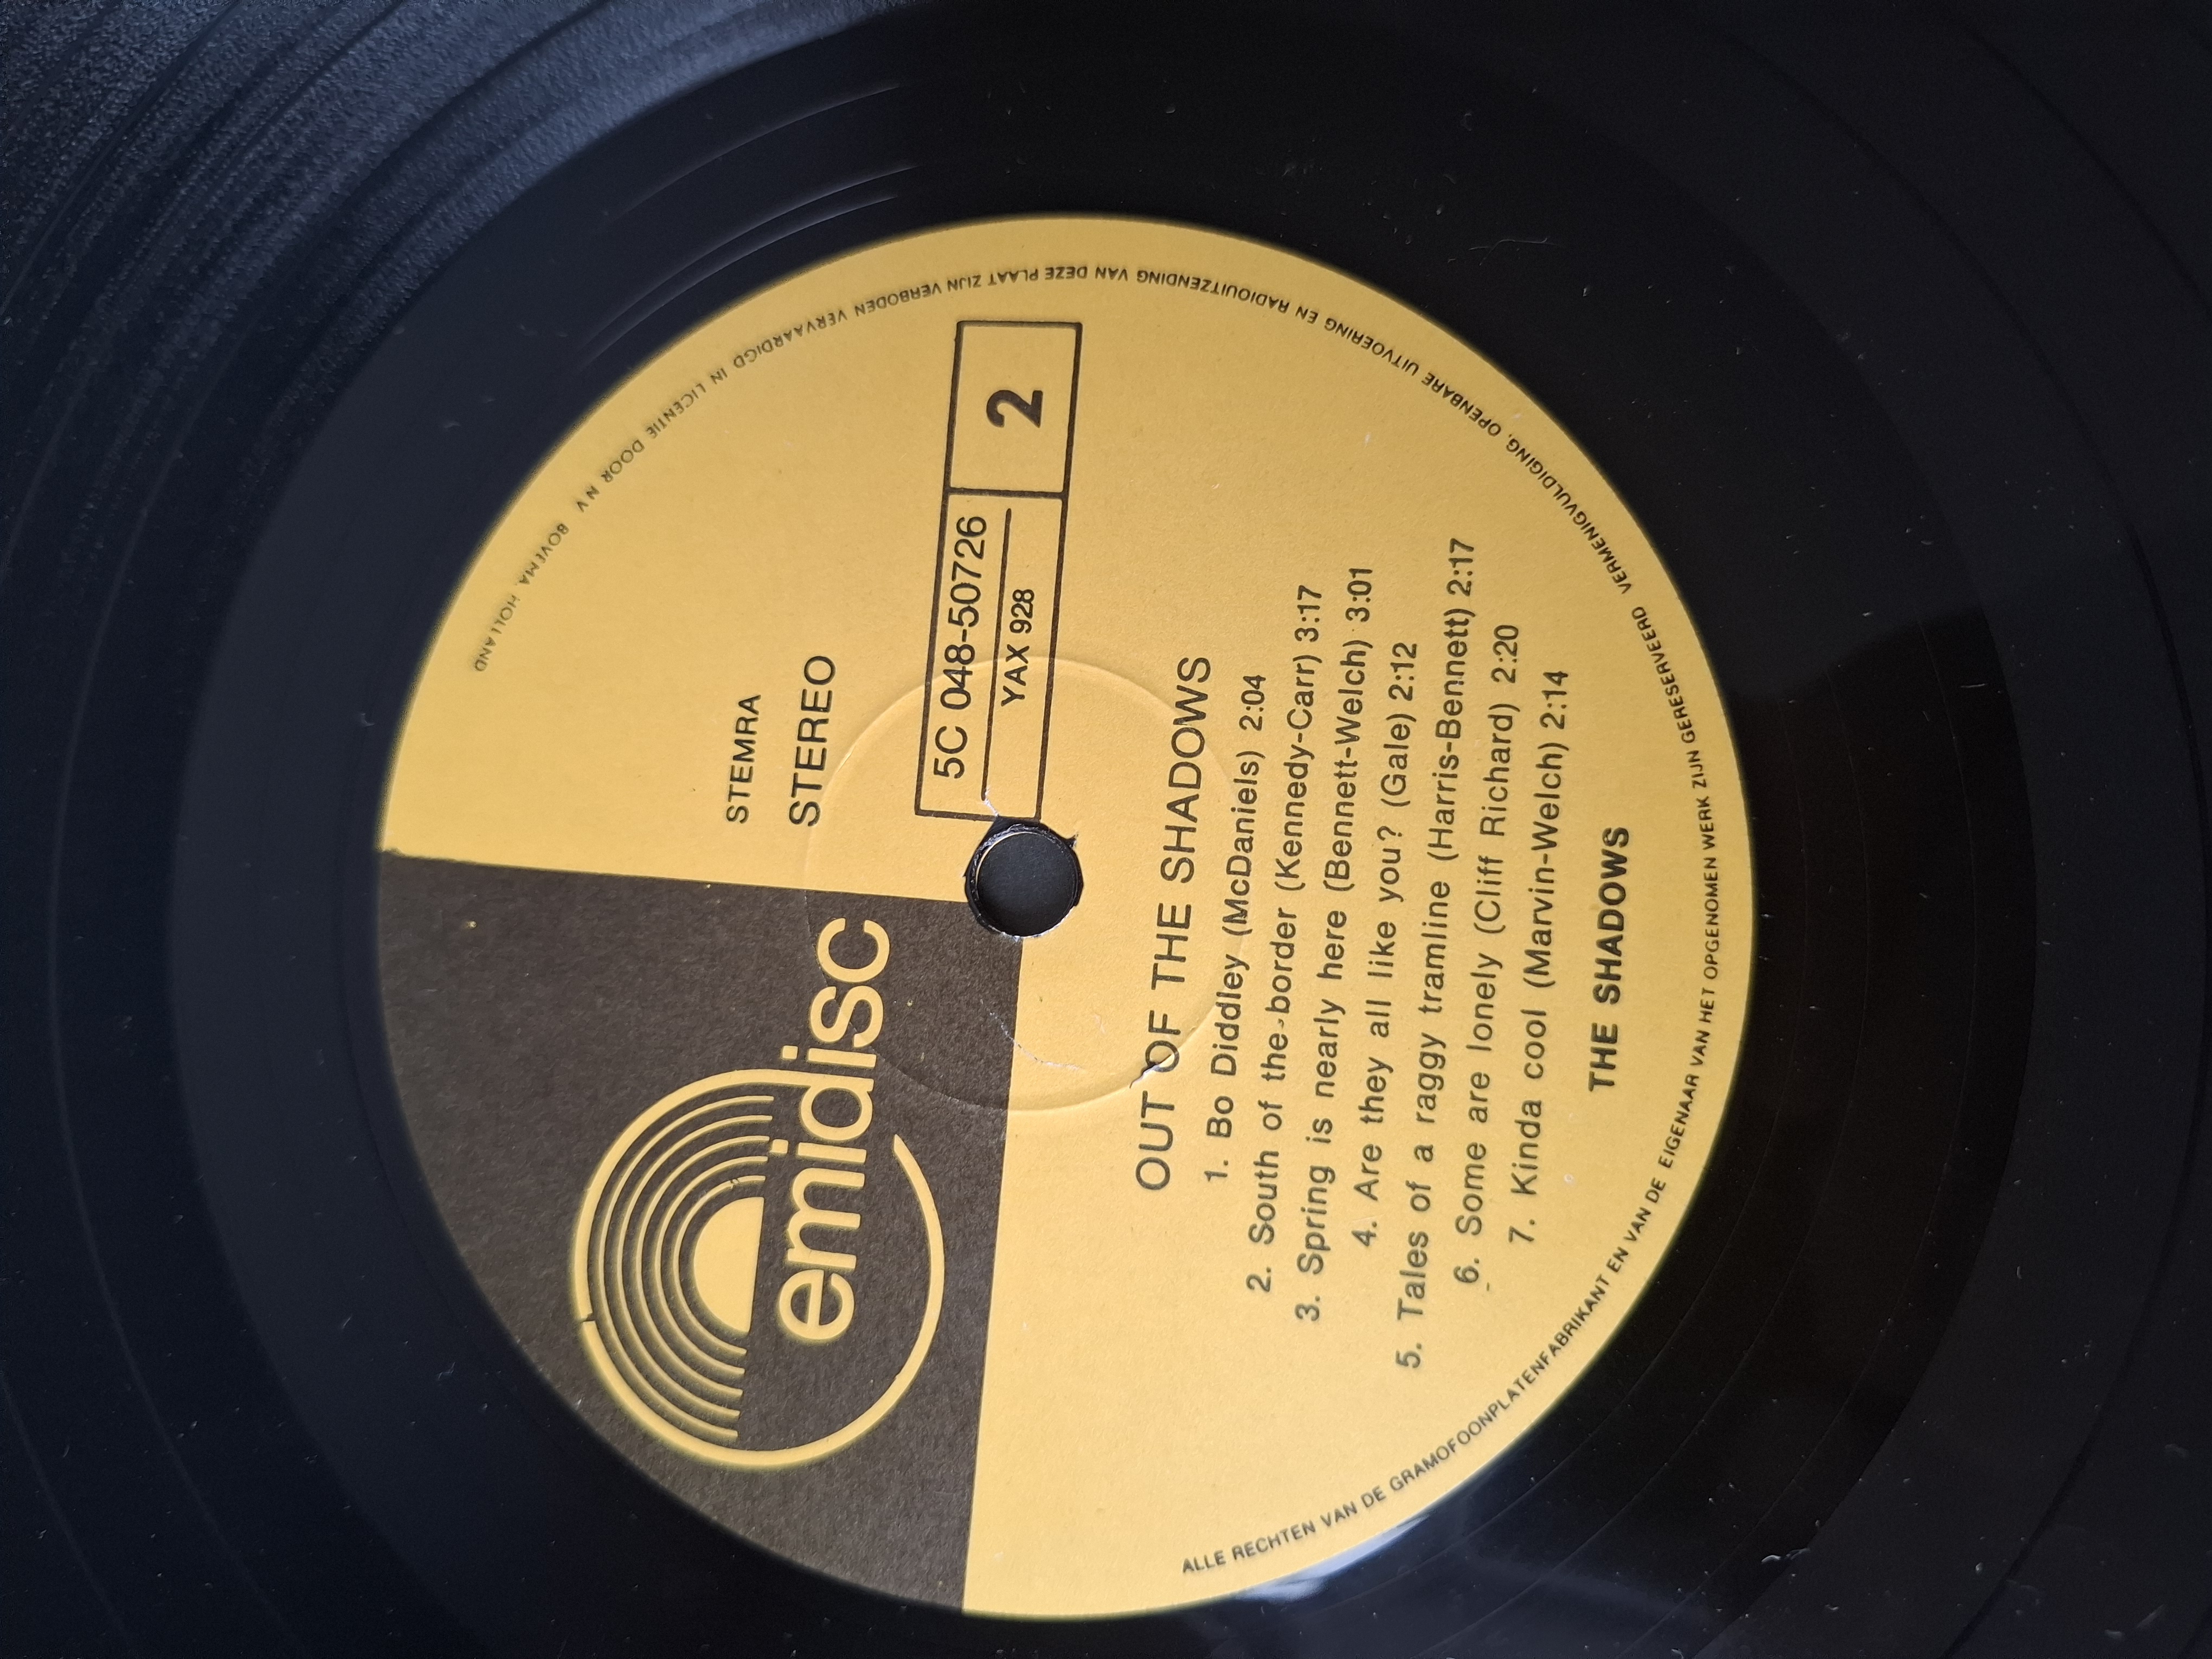 emidisc
STEMRA
STEREO
5C 048-50726
YAX 928
2
OUT OF THE SHADOWS
1. Bo Diddley (McDaniels) 2:04
2. South of the-border (Kennedy-Carr) 3:17
3. Spring is nearly here (Bennett-Welch) 3:01
4. Are they all like you? (Gale) 2:12
5. Tales of a raggy tramline (Harris-Bennett) 2:17
6. Some are lonely (Cliff Richard) 2:20
7. Kinda cool (Marvin-Welch) 2:14
THE SHADOWS
ALLE RECHTEN VAN DE GRAMOFOONPLATENFABRIKANT EN VAN DE EIGENAAR VAN HET OPGENOMEN WERK ZIJN GERESERVEERD VERMENIGVULDIGING, OPENBARE UITVOERING EN RADIOUITZENDING VAN DEZE PLAAT ZIJN VERBODEN VERVAARDIGD IN LICENTIE DOOR N.V. BOVEMA, HOLLAND